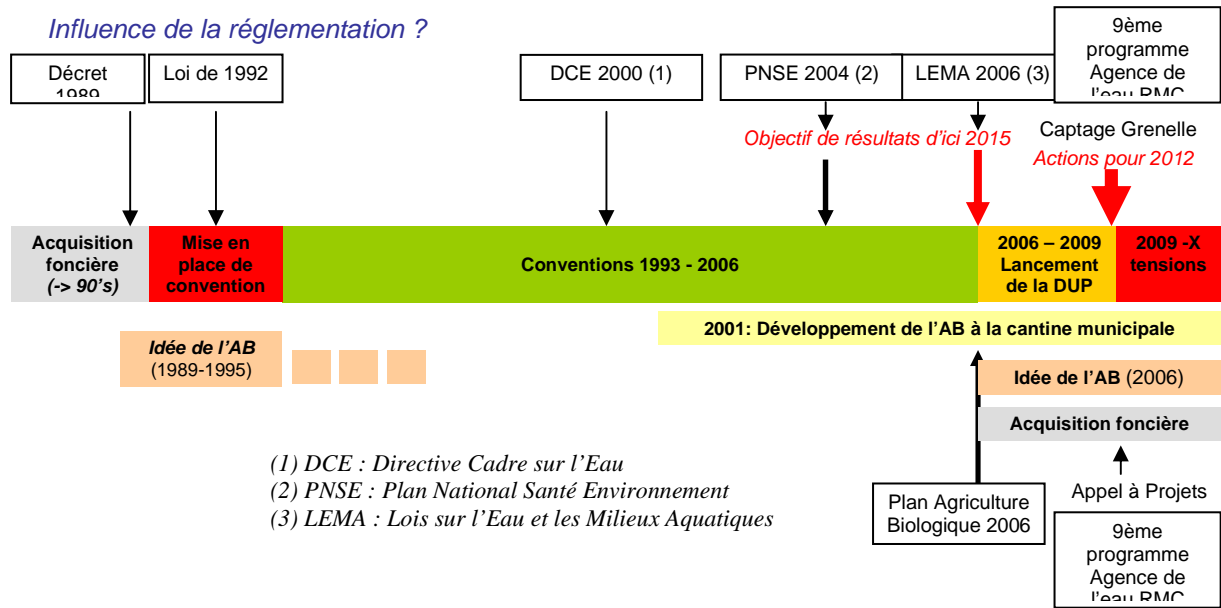 Influence de la réglementation ?
Décret
1989
Loi de 1992
DCE 2000 (1)
PNSE 2004 (2)
LEMA 2006 (3)
9ème
programme
Agence de
l'eau RMC
Objectif de résultats d'ici 2015
Captage Grenelle
Actions pour 2012
Acquisition
foncière
(-> 90's)
Mise en
place de
convention
Conventions 1993 - 2006
2006 – 2009
Lancement
de la DUP
2009 -X
tensions
2001: Développement de l'AB à la cantine municipale
Idée de l'AB
(1989-1995)
Idée de l'AB (2006)
Acquisition foncière
(1) DCE : Directive Cadre sur l'Eau
(2) PNSE : Plan National Santé Environnement
(3) LEMA : Lois sur l'Eau et les Milieux Aquatiques
Plan Agriculture
Biologique 2006
Appel à Projets
9ème
programme
Agence de
l'eau RMC